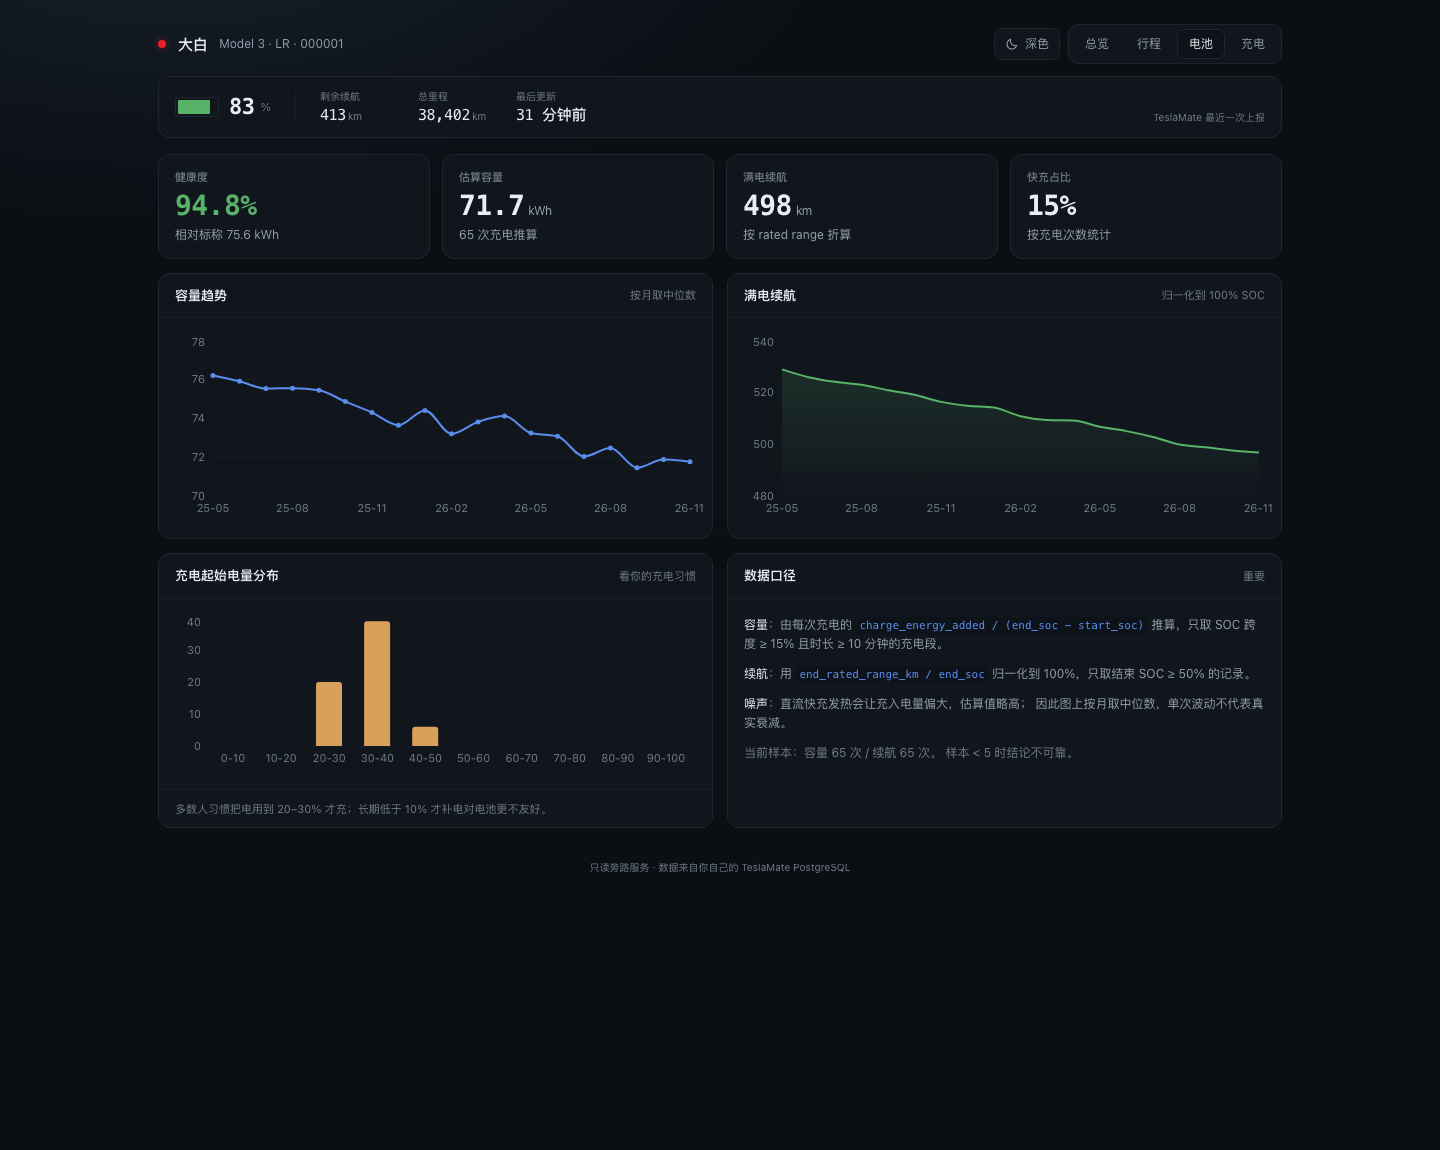 大白 Model 3 · LR · 000001
深色 总览 行程 电池 充电
83 %
剩余续航
413 km
总里程
38,402 km
最后更新
31 分钟前
TeslaMate 最近一次上报
健康度
94.8%
相对标称 75.6 kWh
估算容量
71.7 kWh
65 次充电推算
满电续航
498 km
按 rated range 折算
快充占比
15%
按充电次数统计
容量趋势 按月取中位数
78
76
74
72
70
25-05 25-08 25-11 26-02 26-05 26-08 26-11
满电续航 归一化到 100% SOC
540
520
500
480
25-05 25-08 25-11 26-02 26-05 26-08 26-11
充电起始电量分布 看你的充电习惯
40
30
20
10
0
0-10 10-20 20-30 30-40 40-50 50-60 60-70 70-80 80-90 90-100
多数人习惯把电用到 20–30% 才充；长期低于 10% 才补电对电池更不友好。
数据口径 重要
容量：由每次充电的 charge_energy_added / (end_soc − start_soc) 推算，只取 SOC 跨
度 ≥ 15% 且时长 ≥ 10 分钟的充电段。
续航：用 end_rated_range_km / end_soc 归一化到 100%，只取结束 SOC ≥ 50% 的记录。
噪声：直流快充发热会让充入电量偏大，估算值略高； 因此图上按月取中位数，单次波动不代表真
实衰减。
当前样本：容量 65 次 / 续航 65 次。 样本 < 5 时结论不可靠。
只读旁路服务 · 数据来自你自己的 TeslaMate PostgreSQL